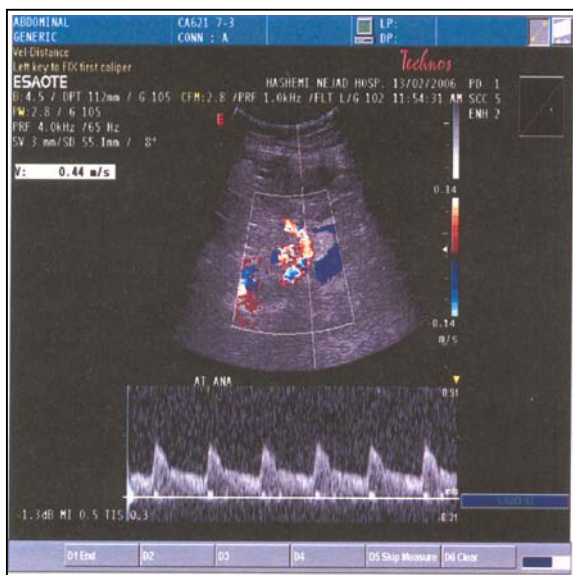 ABDOMINAL CA621 7-3 LP:
GENERIC CONN : A DP:
Vel-Distance
Left key to FIX first caliper
Technos
ESAOTE HASHEMI NEJAD HOSP. 13/02/2006 PD 1
B:4.5 / DPT 112mm / G 105 CFM:2.8 /PRF 1.0kHz /FLT L/G 102 11:54:31 AM SCC 5
PW:2.8 / G 105 E ENH 2
PRF 4.0kHz /65 Hz
SV 3 mm/SD 55.1mm / 8°
V: 0.44 m/s
0.14
-0.14
m/s
AT ANA
0.91
-1.3dB MI 0.5 TIS 0.3 -0.21
D1 End D2 D3 D4 D5 Skip Measure D6 Clear